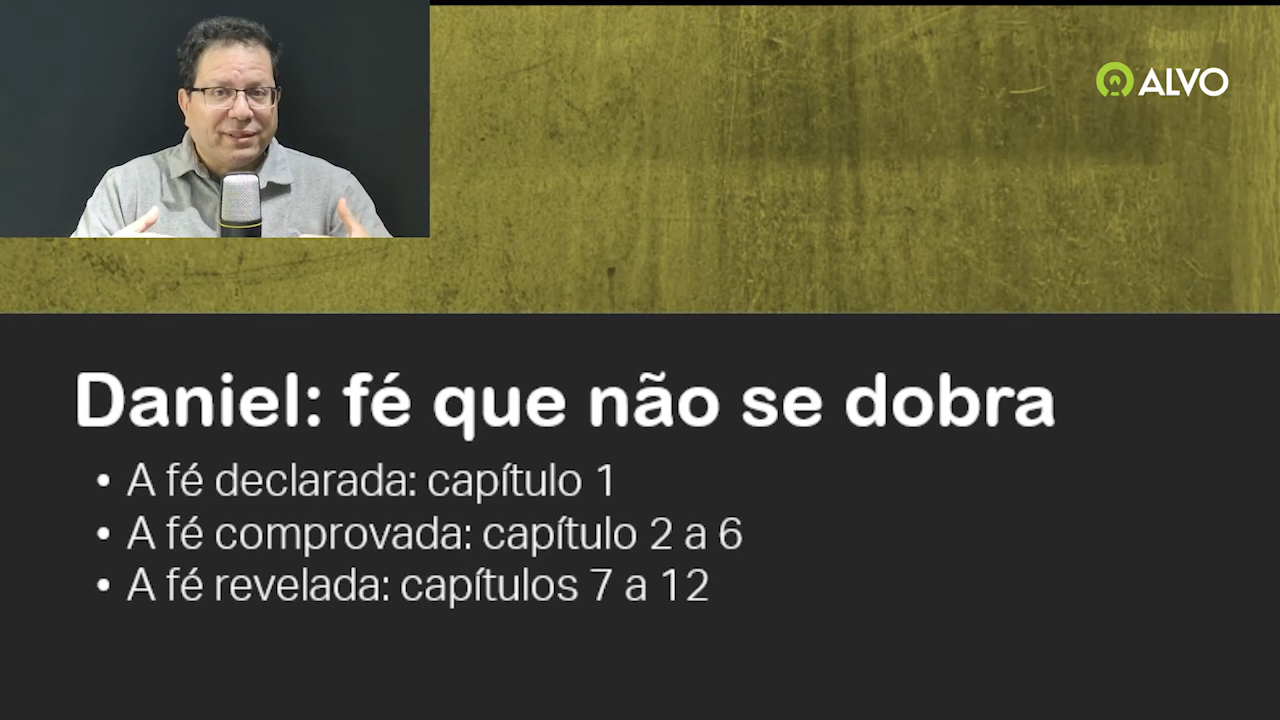 ALVO
Daniel: fé que não se dobra
• A fé declarada: capítulo 1
• A fé comprovada: capítulo 2 a 6
• A fé revelada: capítulos 7 a 12